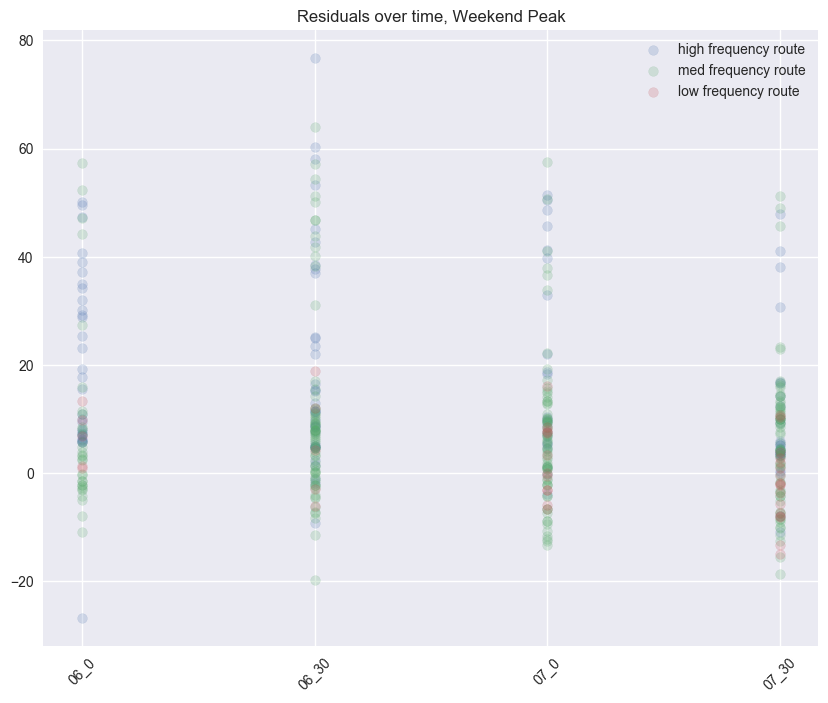 Residuals over time, Weekend Peak
high frequency route
med frequency route
low frequency route
80
60
40
20
0
−20
06_0
06_30
07_0
07_30